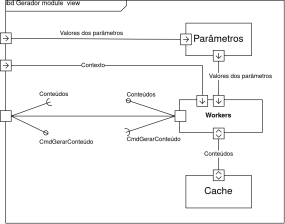 ibd Gerador module view
Valores dos parâmetros
Parâmetros
Contexto
Valores dos parâmetros
Conteúdos
Conteúdos
Workers
CmdGerarConteúdo
CmdGerarConteúdo
Conteúdos
Cache